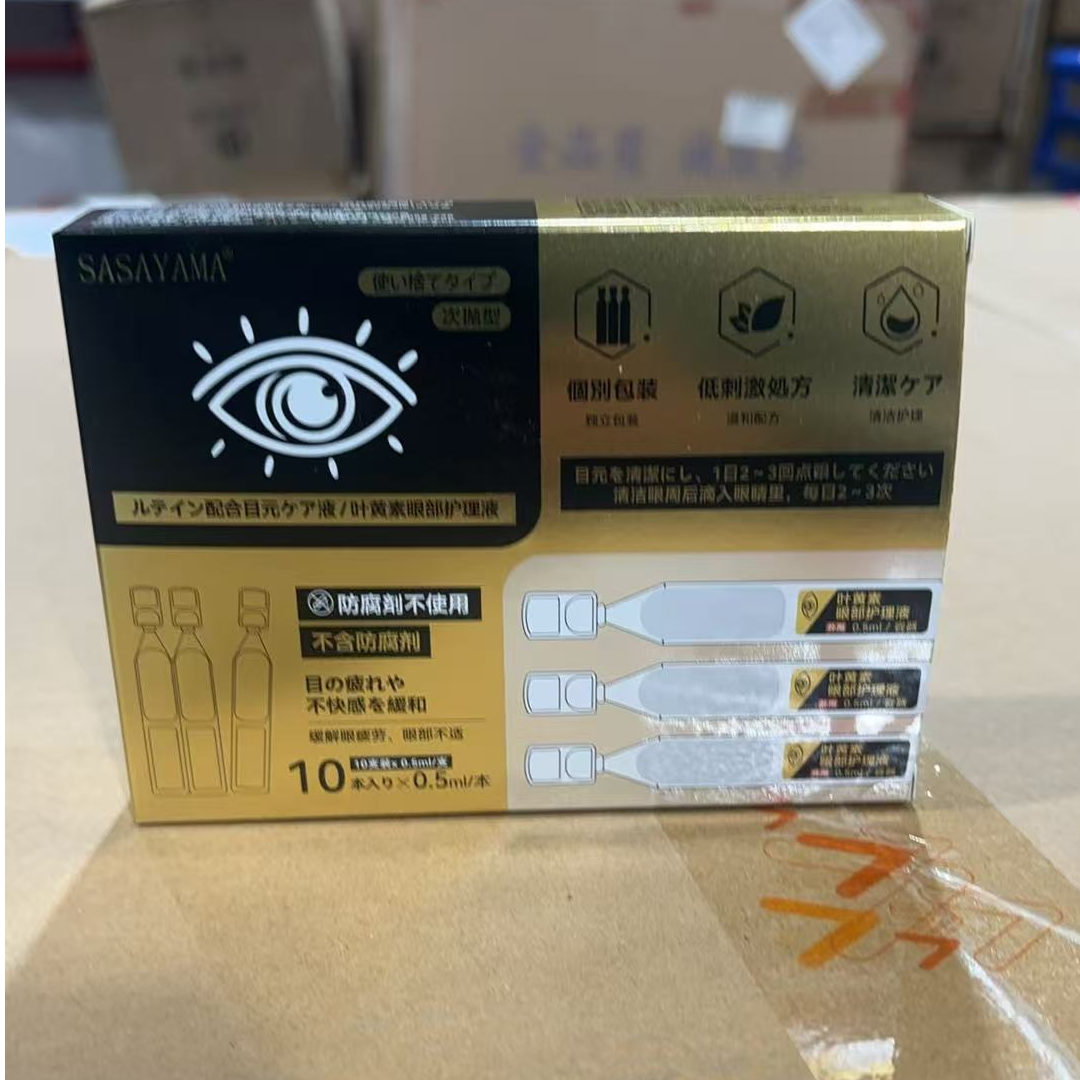 SASAYAMA®
使い捨てタイプ
次抛型
ルテイン配合目元ケア液/叶黄素眼部护理液
個別包装
独立包装
低刺激処方
温和配方
清潔ケア
清洁护理
目元を清潔にし、1日2~3回点眼してください
清洁眼周后滴入眼睛里，每日2~3次
防腐剤不使用
不含防腐剂
目の疲れや
不快感を緩和
缓解眼疲劳、眼部不适
10支装x 0.5ml/支
10本入り×0.5ml/本
叶黄素
眼部护理液
0.5ml/
叶黄素
眼部护理液
0.5ml/
叶黄素
眼部护理液
0.5ml/